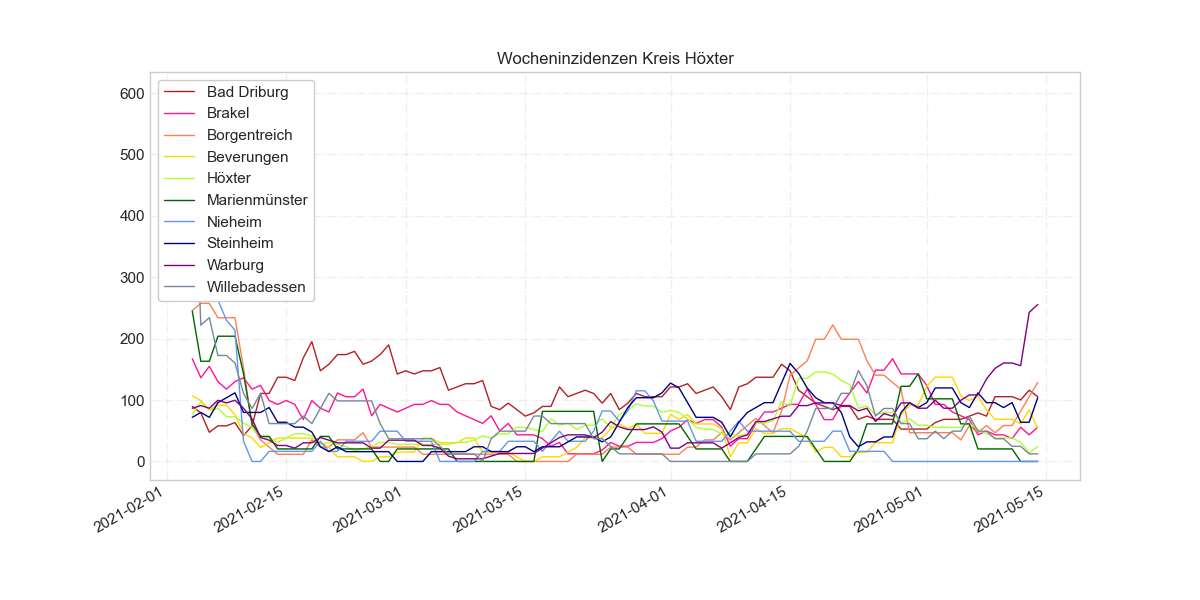 Wocheninzidenzen Kreis Höxter
600
500
400
300
200
100
0
Bad Driburg
Brakel
Borgentreich
Beverungen
Höxter
Marienmünster
Nieheim
Steinheim
Warburg
Willebadessen
2021-02-01
2021-02-15
2021-03-01
2021-03-15
2021-04-01
2021-04-15
2021-05-01
2021-05-15